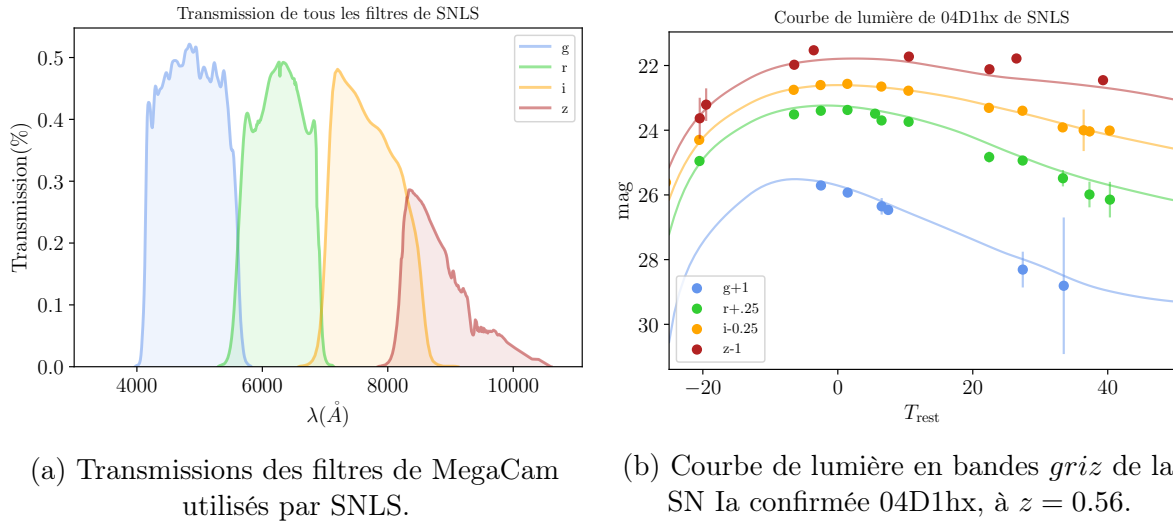 Transmission de tous les filtres de SNLS
0.5
0.4
0.3
0.2
0.1
0.0
Transmission(%)
4000 6000 8000 10000
λ(Å)
g
r
i
z
Courbe de lumière de 04D1hx de SNLS
22
24
26
28
30
mag
−20 0 20 40
T_rest
g+1
r+.25
i-0.25
z-1
(a) Transmissions des filtres de MegaCam
utilisés par SNLS.
(b) Courbe de lumière en bandes griz de la
SN Ia confirmée 04D1hx, à z = 0.56.